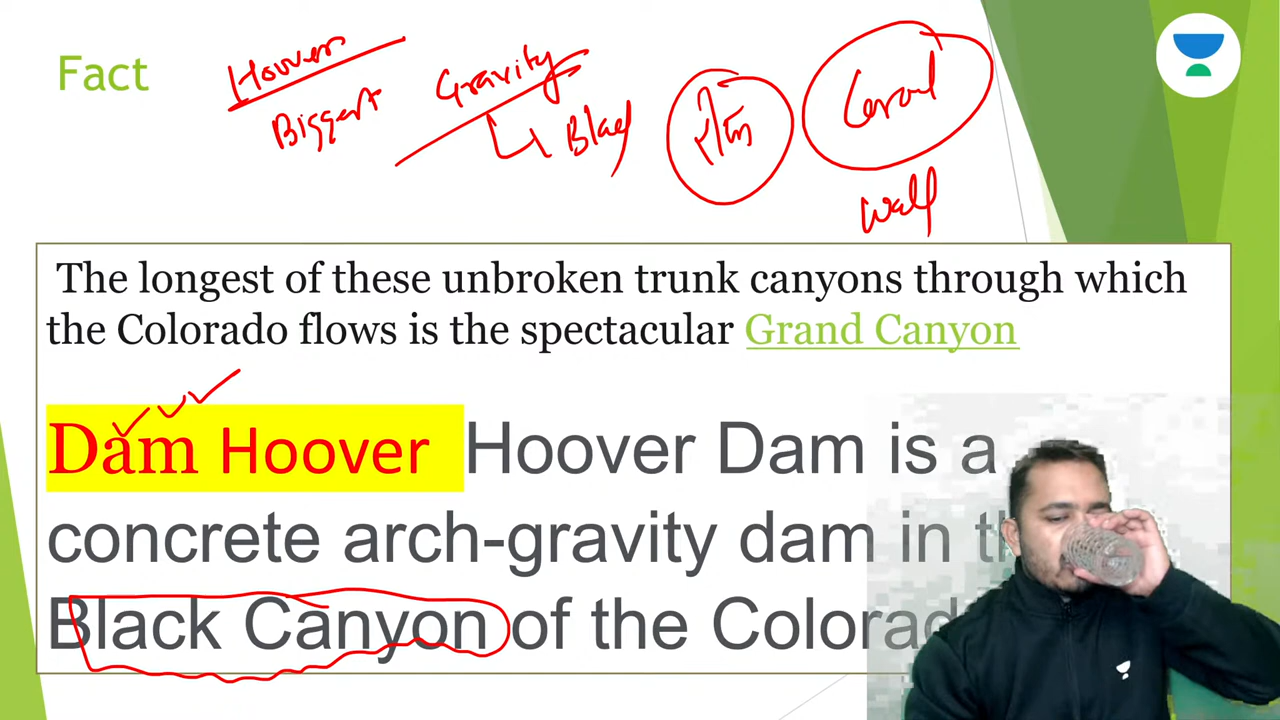 Fact
Hoover
Biggest
Gravity
Wall
The longest of these unbroken trunk canyons through which
the Colorado flows is the spectacular Grand Canyon
Dam Hoover Hoover Dam is a
concrete arch-gravity dam in th
Black Canyon of the Colorad